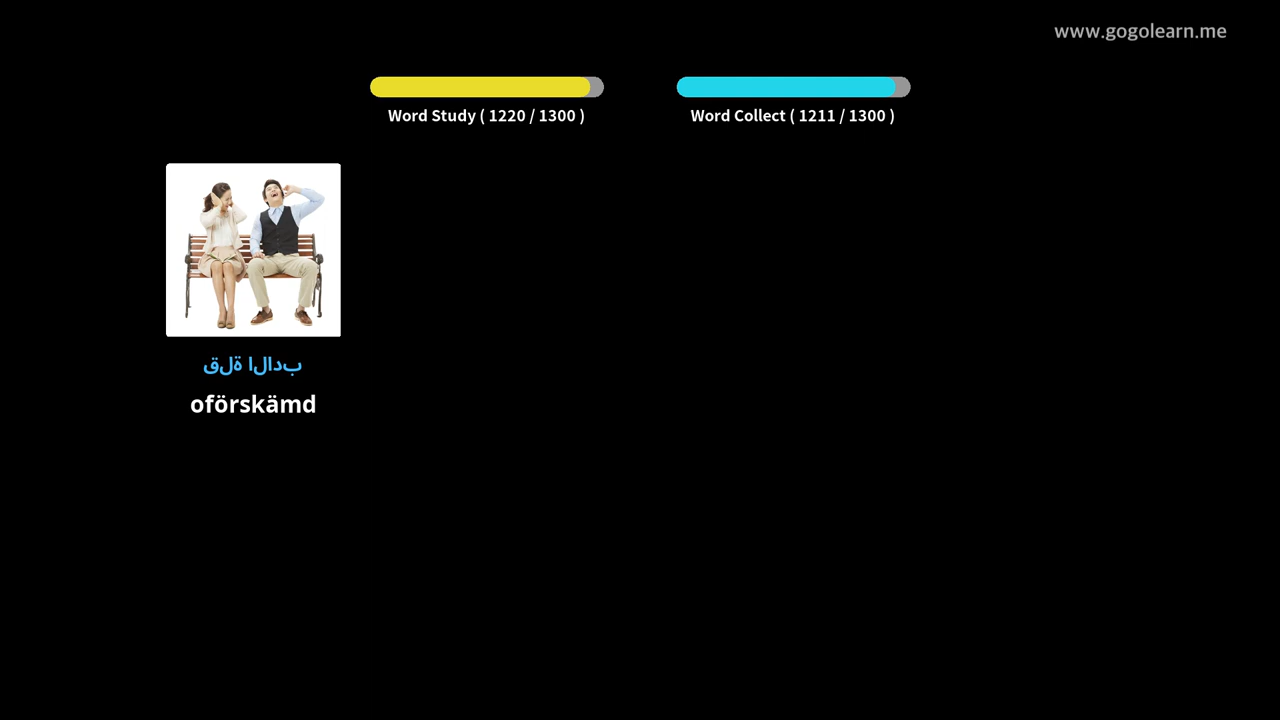 www.gogolearn.me
Word Study ( 1220 / 1300 )
Word Collect ( 1211 / 1300 )
قلة الادب
oförskämd